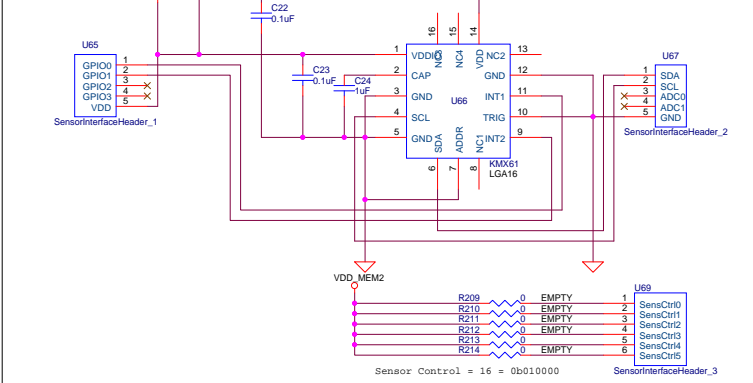 C22
0.1uF
U65
GPIO0 1
GPIO1 2
GPIO2 3
GPIO3 4
VDD 5
SensorInterfaceHeader_1
C23
0.1uF
C24
1uF
16 15 14
NC3 NC4 VDD
1 VDDIO NC2 13
2 CAP GND 12
3 GND INT1 11
U66
4 SCL TRIG 10
5 GND INT2 9
SDA ADDR NC1
6 7 8
KMX61
LGA16
U67
1 SDA
2 SCL
3 ADC0
4 ADC1
5 GND
SensorInterfaceHeader_2
VDD_MEM2
U69
R209 0 EMPTY 1 SensCtrl0
R210 0 EMPTY 2 SensCtrl1
R211 0 EMPTY 3 SensCtrl2
R212 0 EMPTY 4 SensCtrl3
R213 0 EMPTY 5 SensCtrl4
R214 0 EMPTY 6 SensCtrl5
Sensor Control = 16 = 0b010000
SensorInterfaceHeader_3